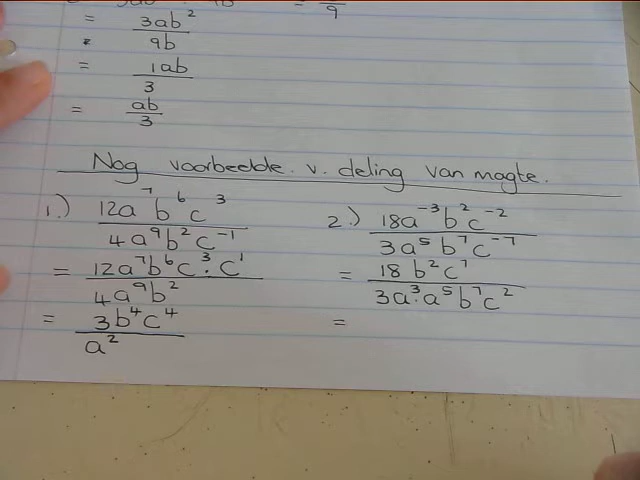 = 3ab² / 9b
= 1ab / 3
= ab / 3
Nog voorbeelde. v. deling van magte.
1.) 12a⁷b⁶c³ / 4a⁹b²c⁻¹
= 12a⁷b⁶c³·c¹ / 4a⁹b²
= 3b⁴c⁴ / a²
2.) 18a⁻³b²c⁻² / 3a⁵b⁷c⁻⁷
= 18b²c⁷ / 3a³·a⁵b⁷c²
=